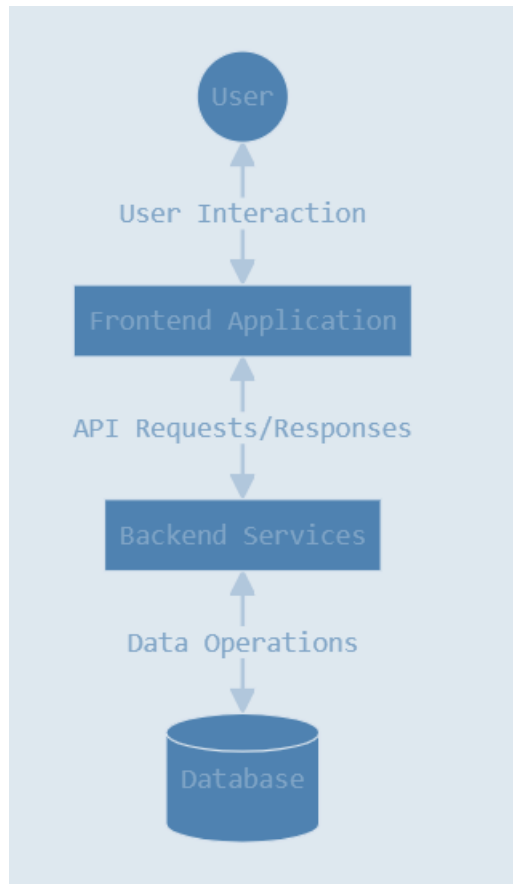 User
User Interaction
Frontend Application
API Requests/Responses
Backend Services
Data Operations
Database